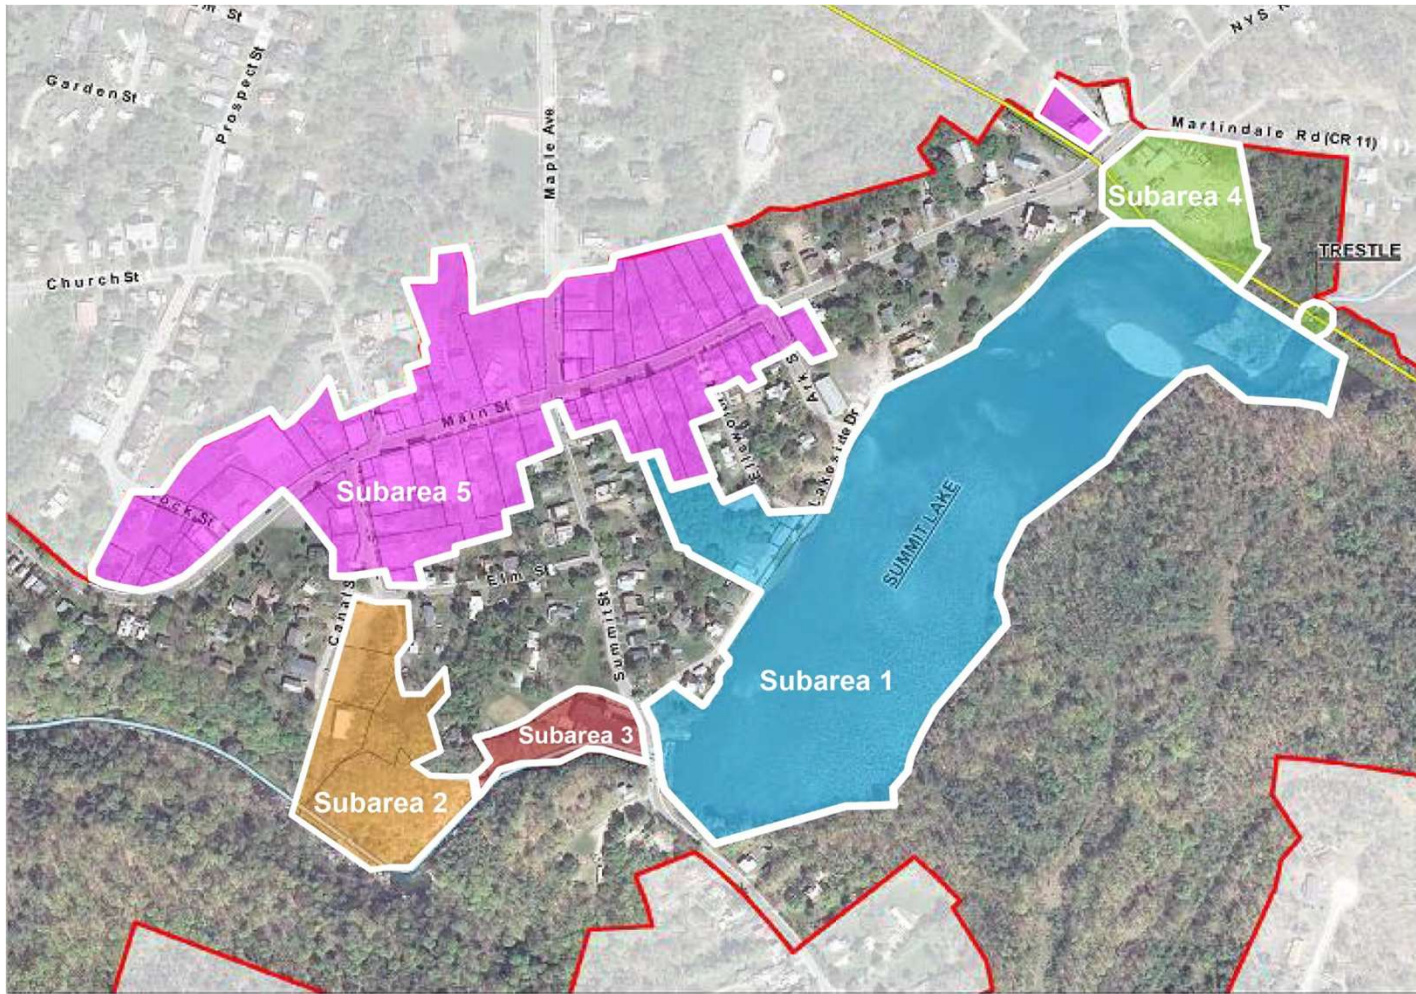 St
NYS
Garden St
Prospect St
Maple Ave
Martindale Rd (CR 11)
Subarea 4
TRESTLE
Church St
Main St
Ark S
Lakeside Dr
Subarea 5
SUMMIT LAKE
Elm St
Canal S
Summit St
Subarea 1
Subarea 3
Subarea 2